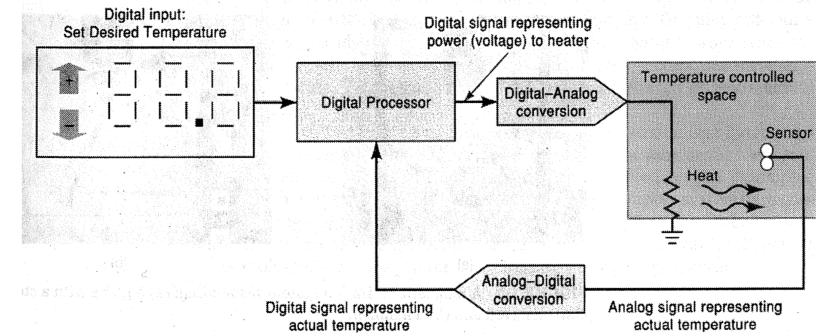 Digital input:
Set Desired Temperature
+
−
Digital Processor
Digital signal representing
power (voltage) to heater
Digital–Analog
conversion
Temperature controlled
space
Sensor
Heat
Analog–Digital
conversion
Digital signal representing
actual temperature
Analog signal representing
actual temperature